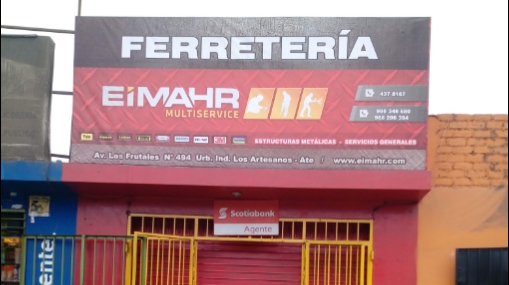 FERRETERÍA
EiMAHR
MULTISERVICE
437 8167
ESTRUCTURAS METÁLICAS - SERVICIOS GENERALES
Av. Los Frutales N° 494 Urb. Ind. Los Artesanos - Ate / www.eimahr.com
Scotiabank
Agente
ente